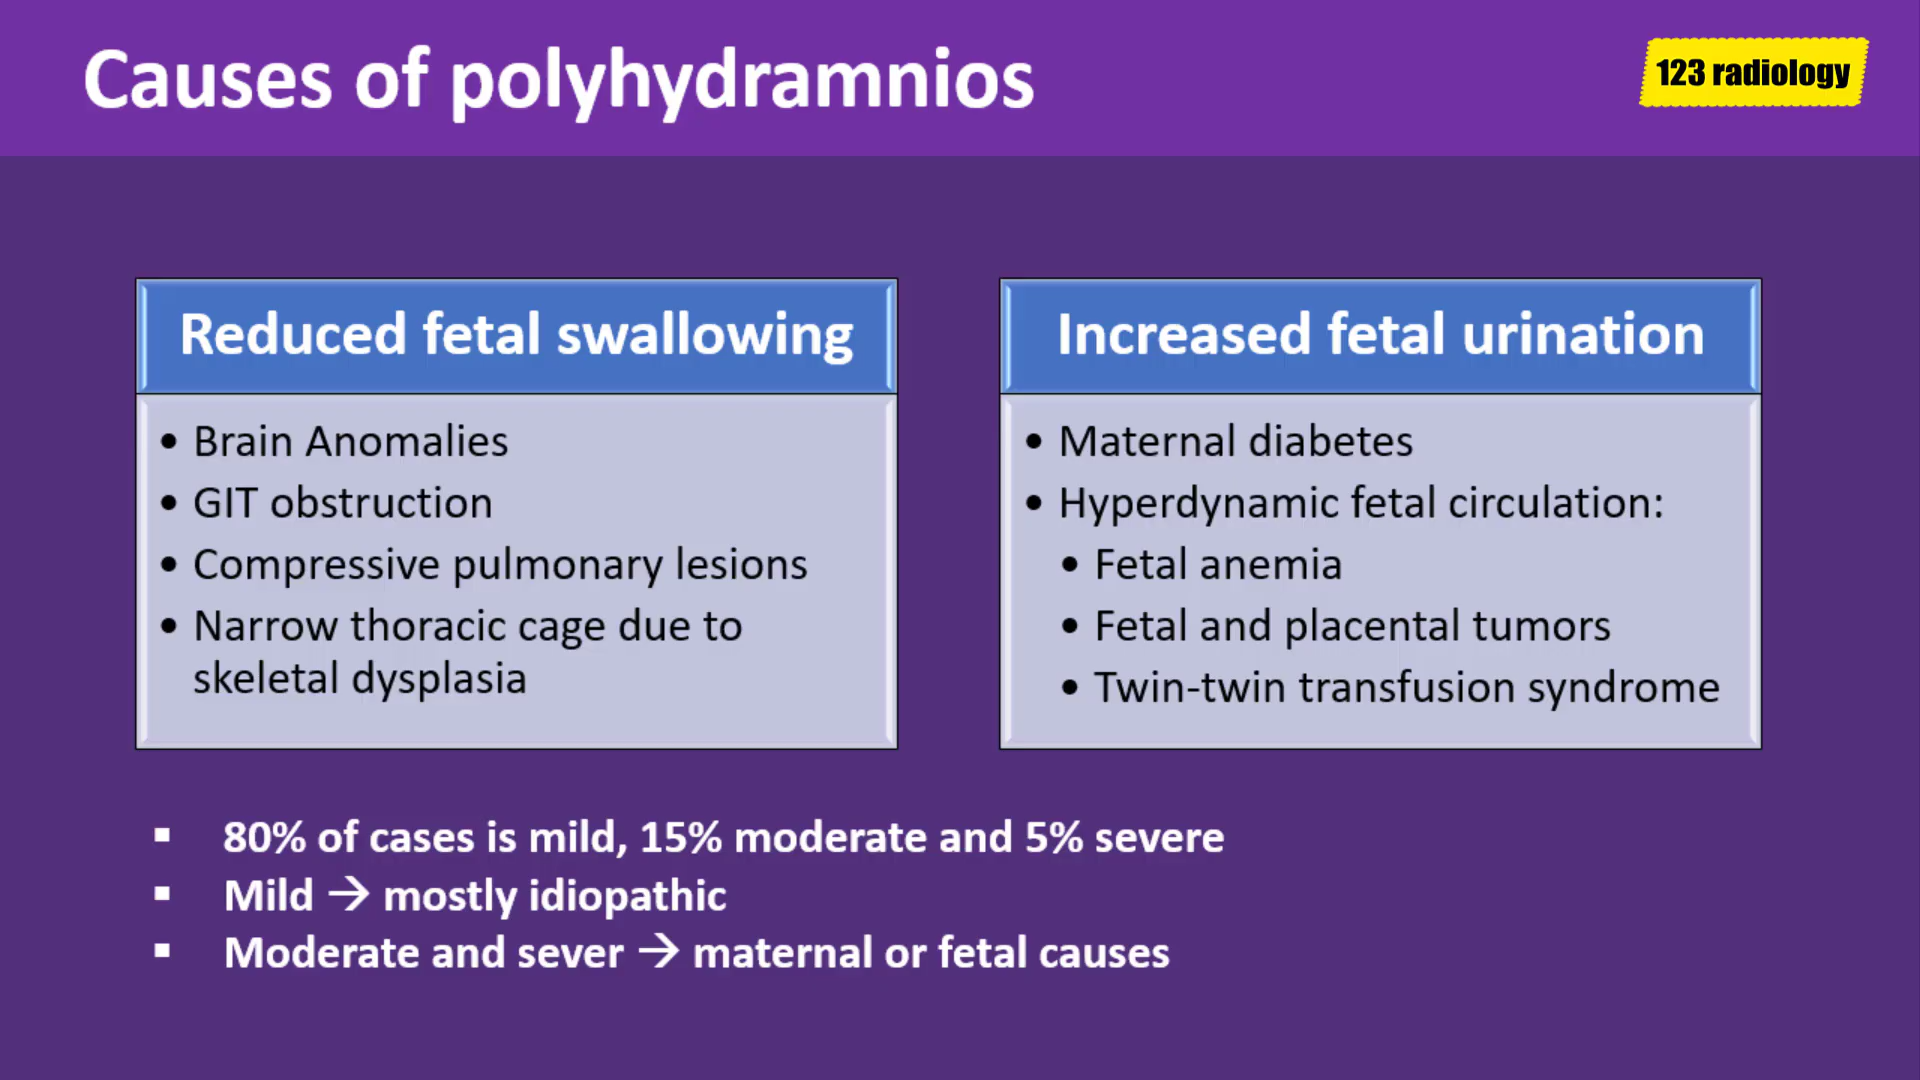 Causes of polyhydramnios
123 radiology
Reduced fetal swallowing
• Brain Anomalies
• GIT obstruction
• Compressive pulmonary lesions
• Narrow thoracic cage due to
skeletal dysplasia
Increased fetal urination
• Maternal diabetes
• Hyperdynamic fetal circulation:
• Fetal anemia
• Fetal and placental tumors
• Twin-twin transfusion syndrome
▪ 80% of cases is mild, 15% moderate and 5% severe
▪ Mild → mostly idiopathic
▪ Moderate and sever → maternal or fetal causes